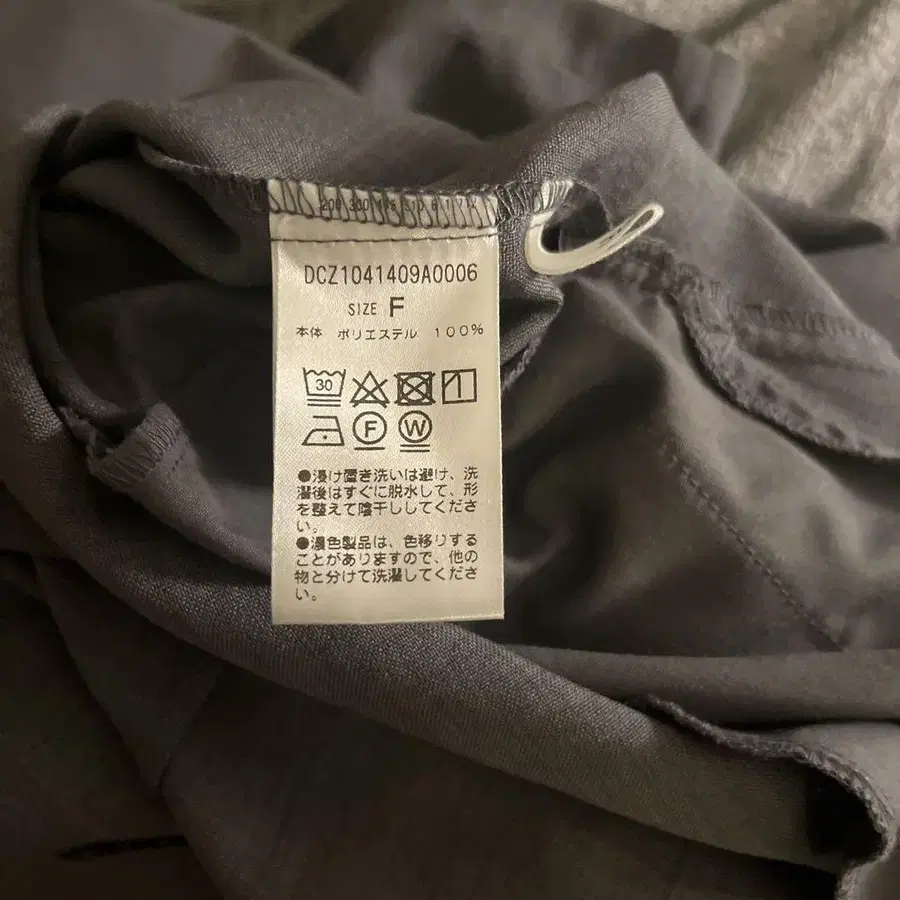 DCZ1041409A0006
SIZE F
本体 ポリエステル 100%
30
F W
●浸け置き洗いは避け、洗
濯後はすぐに脱水して、形
を整えて陰干ししてくださ
い。
●濃色製品は、色移りする
ことがありますので、他の
物と分けて洗濯してくださ
い。